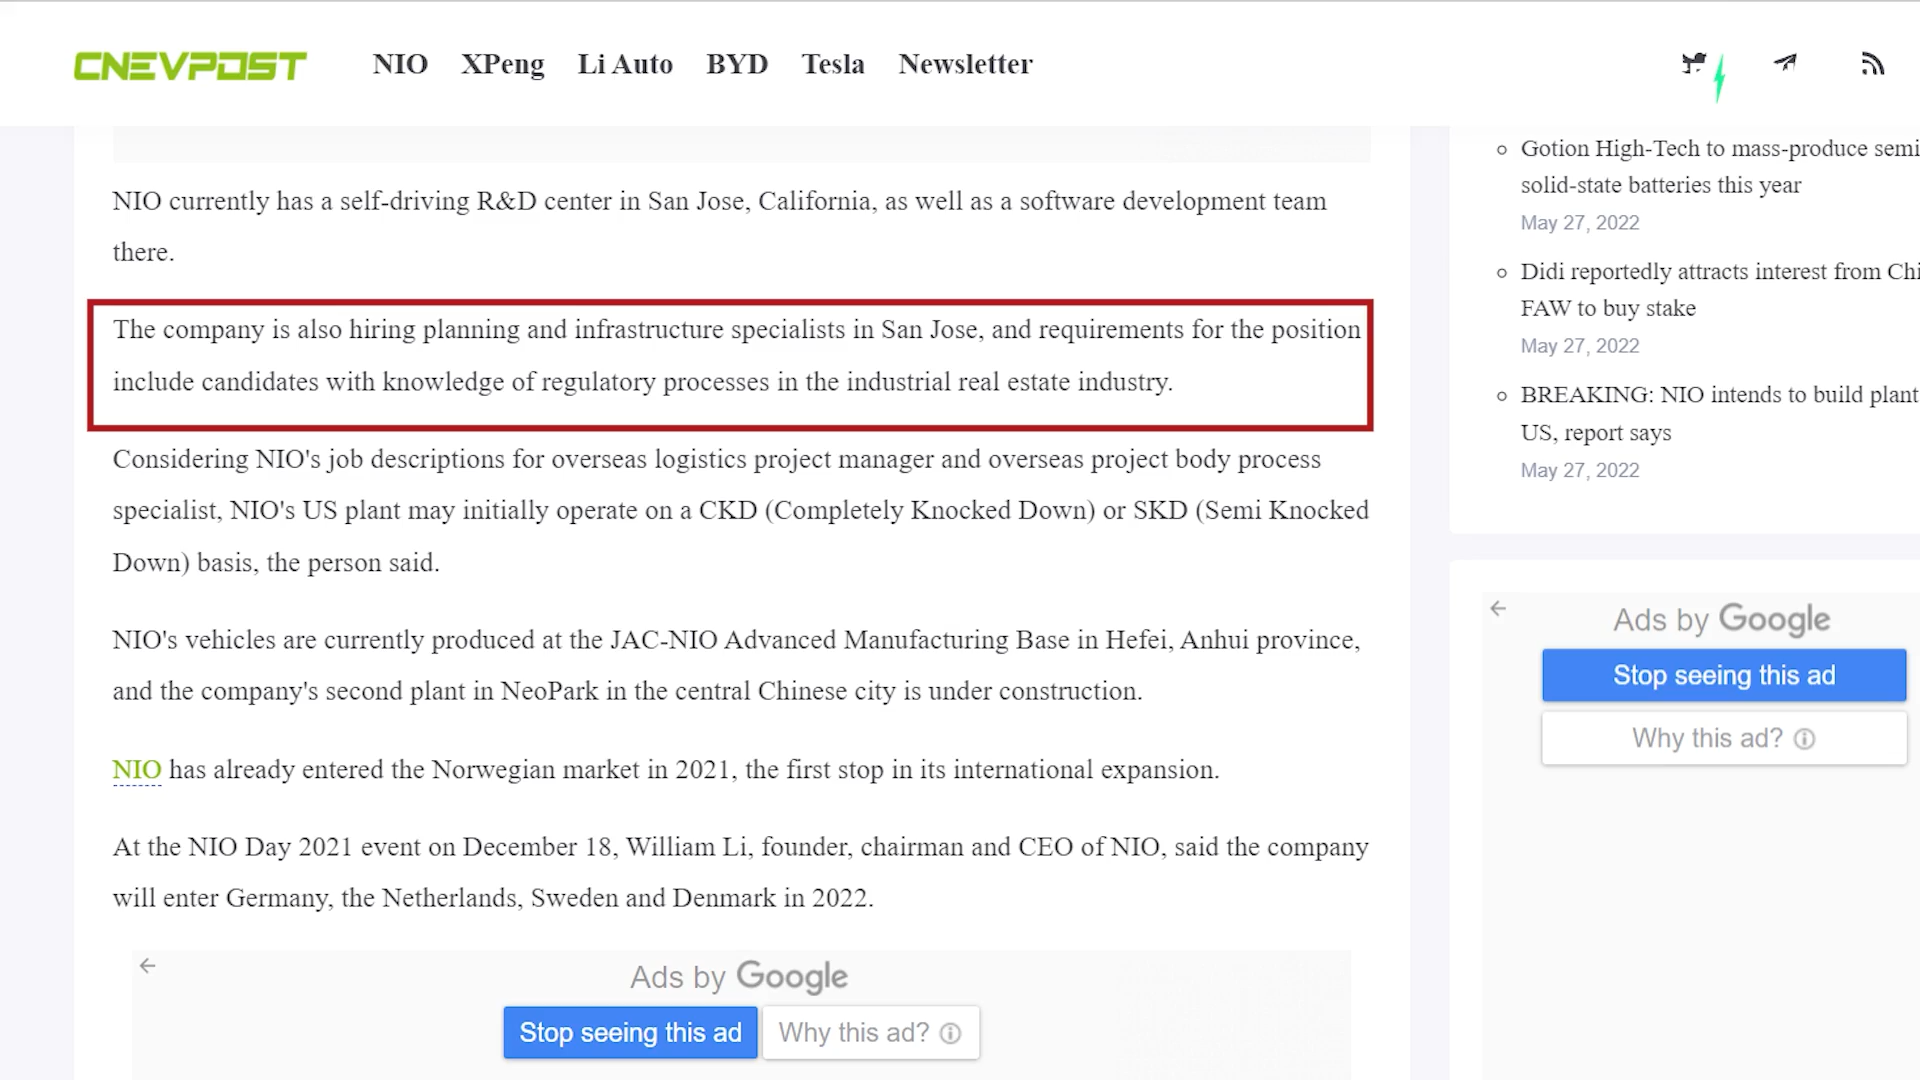 CNEVPOST
NIO XPeng Li Auto BYD Tesla Newsletter
NIO currently has a self-driving R&D center in San Jose, California, as well as a software development team
there.
The company is also hiring planning and infrastructure specialists in San Jose, and requirements for the position
include candidates with knowledge of regulatory processes in the industrial real estate industry.
Considering NIO's job descriptions for overseas logistics project manager and overseas project body process
specialist, NIO's US plant may initially operate on a CKD (Completely Knocked Down) or SKD (Semi Knocked
Down) basis, the person said.
NIO's vehicles are currently produced at the JAC-NIO Advanced Manufacturing Base in Hefei, Anhui province,
and the company's second plant in NeoPark in the central Chinese city is under construction.
NIO has already entered the Norwegian market in 2021, the first stop in its international expansion.
At the NIO Day 2021 event on December 18, William Li, founder, chairman and CEO of NIO, said the company
will enter Germany, the Netherlands, Sweden and Denmark in 2022.
Ads by Google
Stop seeing this ad Why this ad?
Gotion High-Tech to mass-produce semi
solid-state batteries this year
May 27, 2022
Didi reportedly attracts interest from Chi
FAW to buy stake
May 27, 2022
BREAKING: NIO intends to build plant
US, report says
May 27, 2022
Ads by Google
Stop seeing this ad
Why this ad?